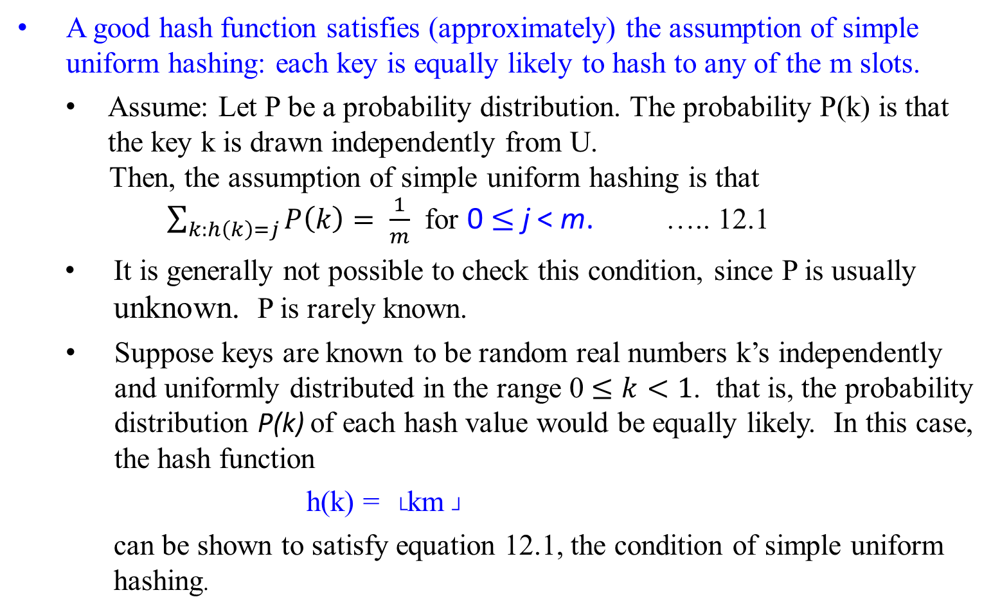 • A good hash function satisfies (approximately) the assumption of simple
uniform hashing: each key is equally likely to hash to any of the m slots.
• Assume: Let P be a probability distribution. The probability P(k) is that
the key k is drawn independently from U.
Then, the assumption of simple uniform hashing is that
∑_{k:h(k)=j} P(k) = 1/m for 0 ≤ j < m. ….. 12.1
• It is generally not possible to check this condition, since P is usually
unknown. P is rarely known.
• Suppose keys are known to be random real numbers k’s independently
and uniformly distributed in the range 0 ≤ k < 1. that is, the probability
distribution P(k) of each hash value would be equally likely. In this case,
the hash function
h(k) = ⌊km ⌋
can be shown to satisfy equation 12.1, the condition of simple uniform
hashing.